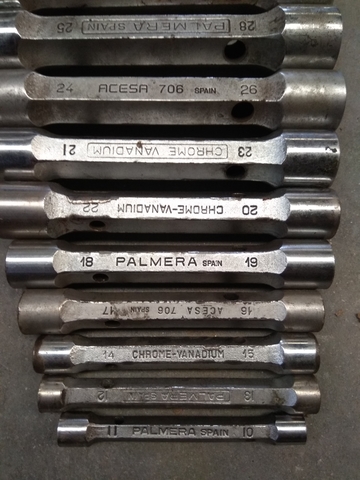 25 PALMERA SPAIN 28
24 ACESA 706 SPAIN 26
21 CHROME VANADIUM 23
22 CHROME-VANADIUM 20
18 PALMERA SPAIN 19
17 ACESA 706 SPAIN 16
14 CHROME-VANADIUM 15
12 PALMERA SPAIN 13
11 PALMERA SPAIN 10